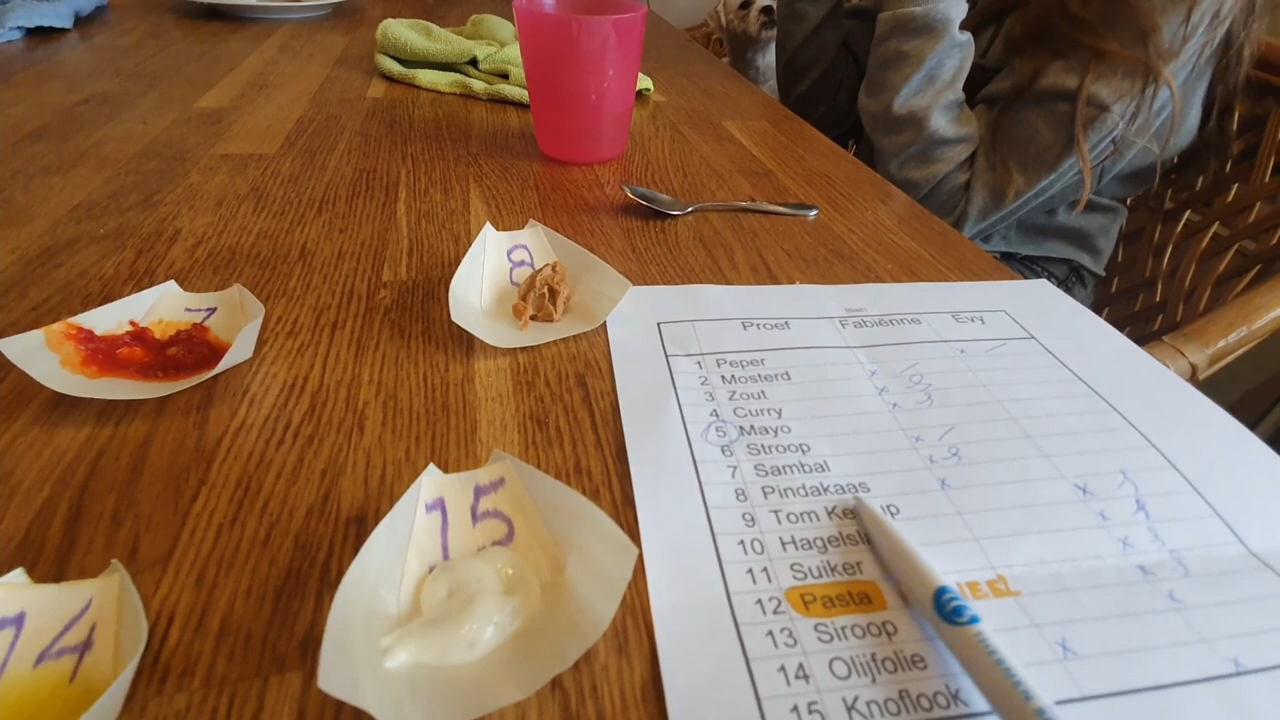 8
7
15
14
Proef Fabiënne Evy
1 Peper
2 Mosterd
3 Zout
4 Curry
5 Mayo
6 Stroop
7 Sambal
8 Pindakaas
9 Tom
10
11 Suiker
12 Pasta
13 Siroop
14 Olijfolie
15 Knoflook